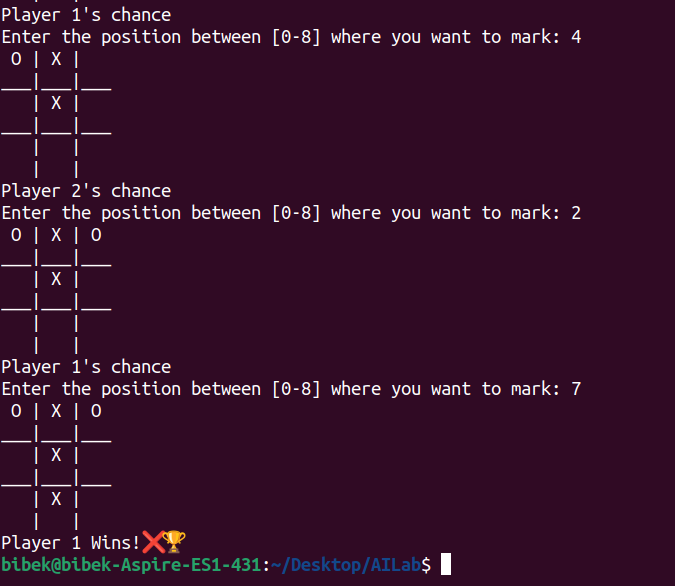 Player 1's chance
Enter the position between [0-8] where you want to mark: 4
 O | X |
___|___|___
   | X |
___|___|___
   |   |
   |   |
Player 2's chance
Enter the position between [0-8] where you want to mark: 2
 O | X | O
___|___|___
   | X |
___|___|___
   |   |
   |   |
Player 1's chance
Enter the position between [0-8] where you want to mark: 7
 O | X | O
___|___|___
   | X |
___|___|___
   | X |
   |   |
Player 1 Wins!❌🏆
bibek@bibek-Aspire-ES1-431:~/Desktop/AILab$